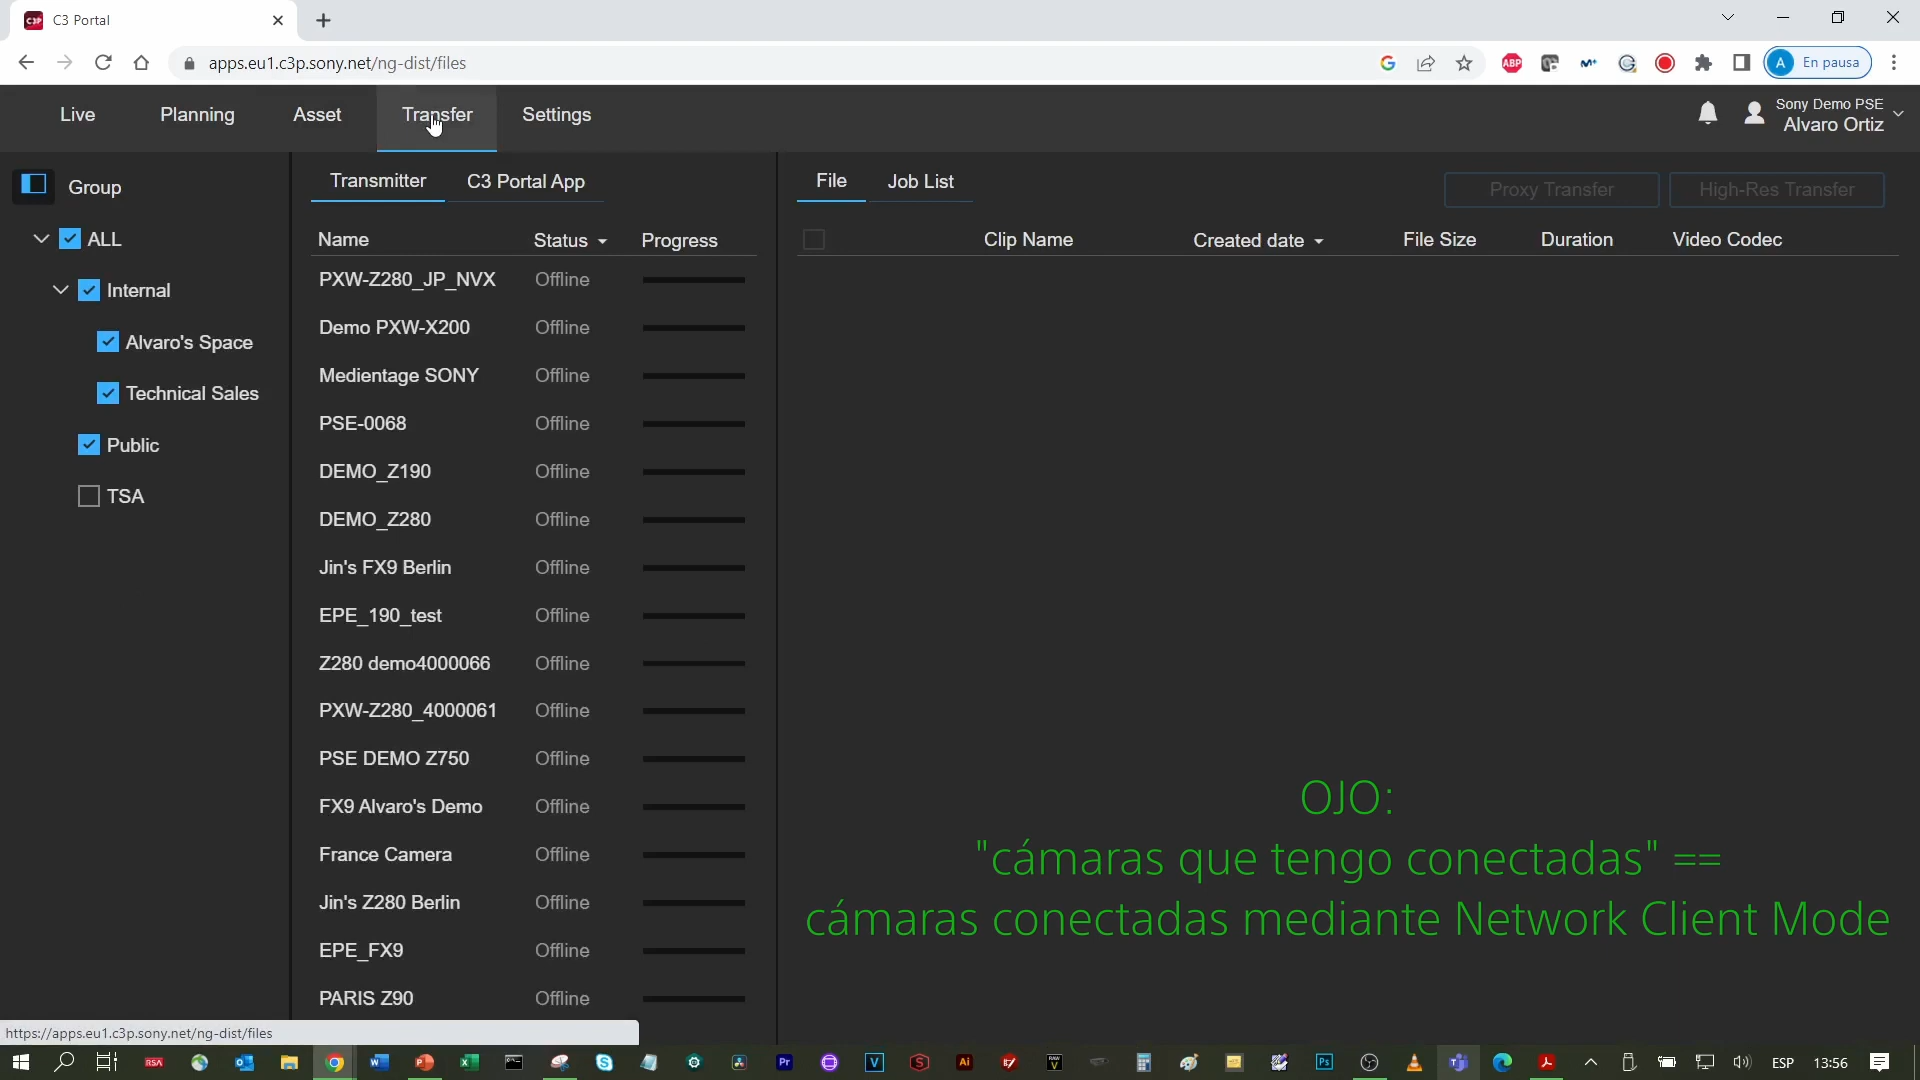 C3 Portal
apps.eu1.c3p.sony.net/ng-dist/files
ABP
A En pausa
Live Planning Asset Transfer Settings
Sony Demo PSE
Alvaro Ortiz
Group
ALL
Internal
Alvaro's Space
Technical Sales
Public
TSA
Transmitter C3 Portal App
Name Status Progress
PXW-Z280_JP_NVX Offline
Demo PXW-X200 Offline
Medientage SONY Offline
PSE-0068 Offline
DEMO_Z190 Offline
DEMO_Z280 Offline
Jin's FX9 Berlin Offline
EPE_190_test Offline
Z280 demo4000066 Offline
PXW-Z280_4000061 Offline
PSE DEMO Z750 Offline
FX9 Alvaro's Demo Offline
France Camera Offline
Jin's Z280 Berlin Offline
EPE_FX9 Offline
PARIS Z90 Offline
File Job List
Proxy Transfer High-Res Transfer
Clip Name Created date File Size Duration Video Codec
OJO:
"cámaras que tengo conectadas" ==
cámaras conectadas mediante Network Client Mode
https://apps.eu1.c3p.sony.net/ng-dist/files
RSA
Pr
V
Ai
RAW
Ps
ESP 13:56